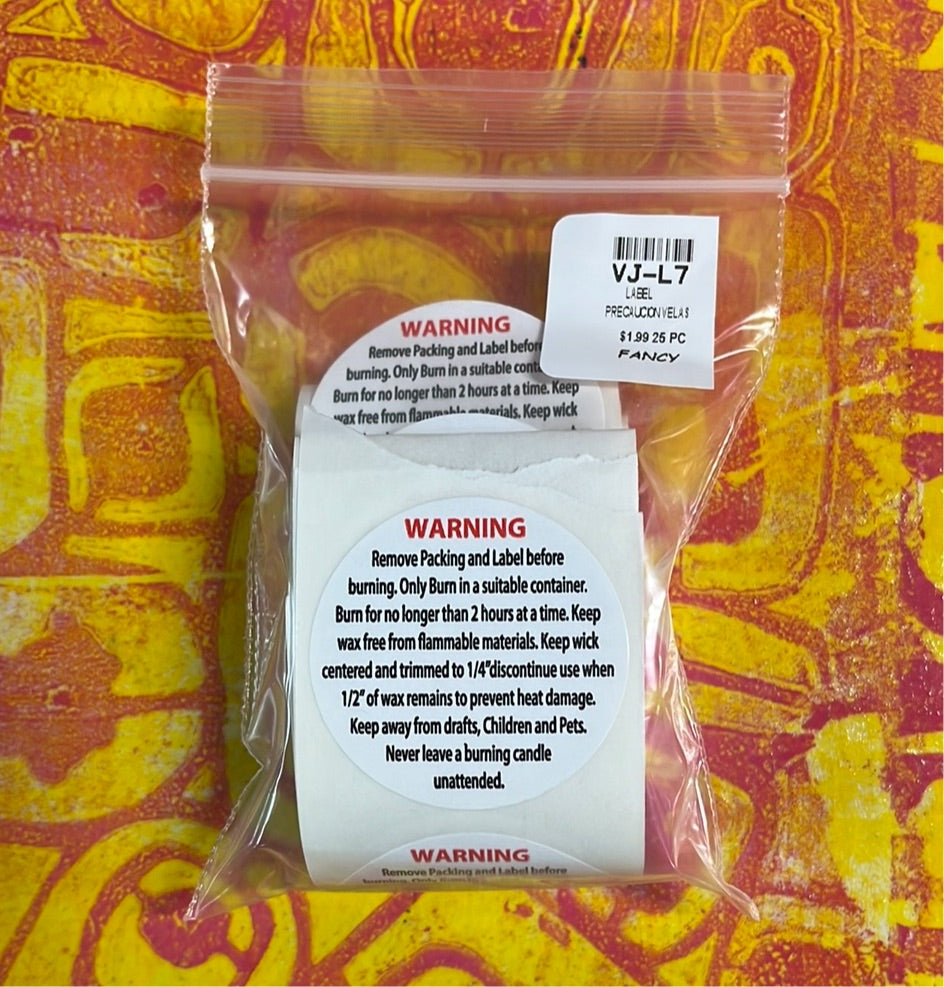 VJ-L7
LABEL
PRECAUCION VELAS
$1.99 25 PC
FANCY
WARNING
Remove Packing and Label before
burning. Only Burn in a suitable
Burn for no longer than 2 hours at a time. Keep
wax free from flammable materials. Keep wick
WARNING
Remove Packing and Label before
burning. Only Burn in a suitable container.
Burn for no longer than 2 hours at a time. Keep
wax free from flammable materials. Keep wick
centered and trimmed to 1/4"discontinue use when
1/2" of wax remains to prevent heat damage.
Keep away from drafts, Children and Pets.
Never leave a burning candle
unattended.
WARNING
Remove Packing and Label before